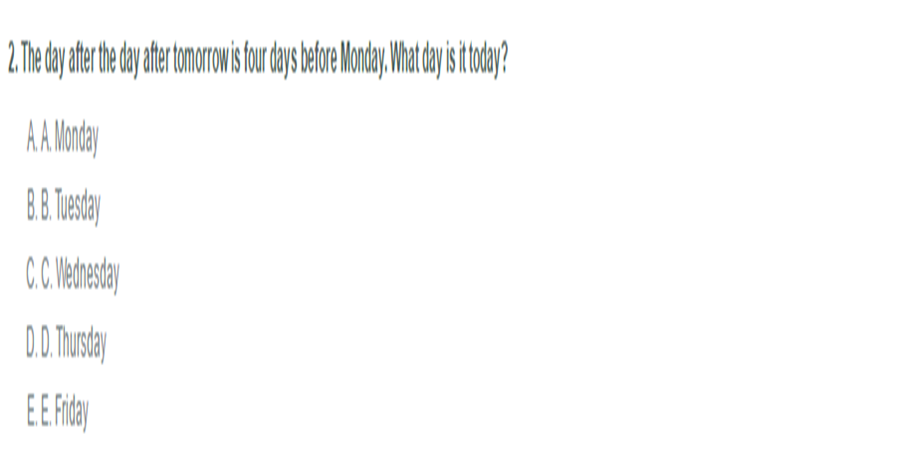 2. The day after the day after tomorrow is four days before Monday. What day is it today?
A. A. Monday
B. B. Tuesday
C. C. Wednesday
D. D. Thursday
E. E. Friday